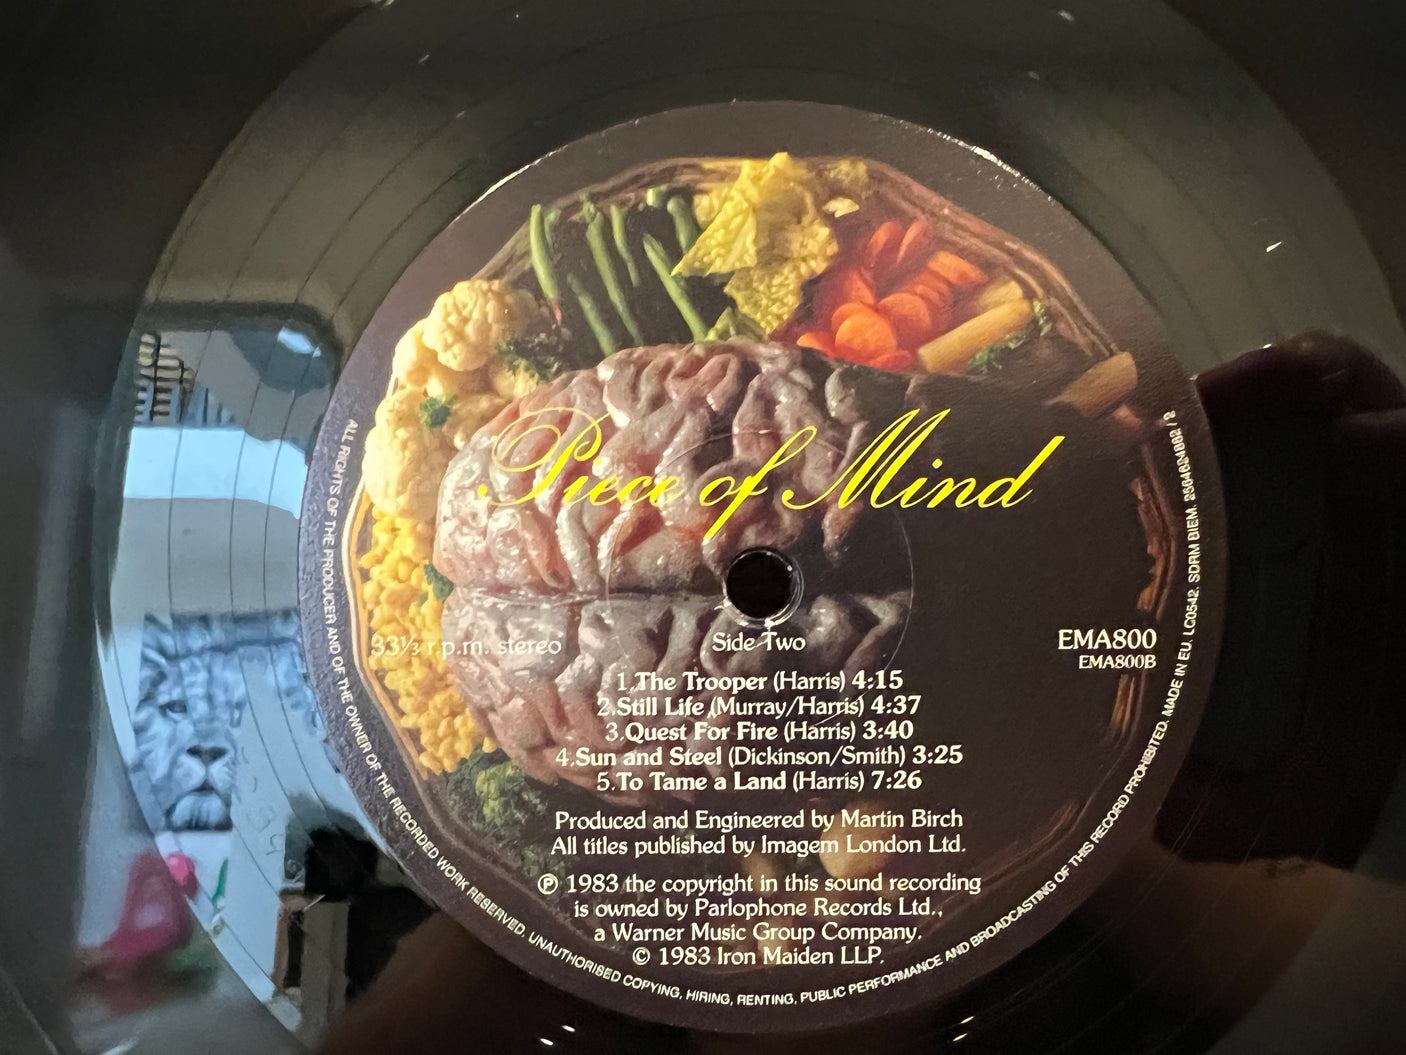 Piece of Mind
33⅓ r.p.m. stereo
Side Two
EMA800
EMA800B
1.The Trooper (Harris) 4:15
2.Still Life (Murray/Harris) 4:37
3.Quest For Fire (Harris) 3:40
4.Sun and Steel (Dickinson/Smith) 3:25
5.To Tame a Land (Harris) 7:26
Produced and Engineered by Martin Birch
All titles published by Imagem London Ltd.
℗ 1983 the copyright in this sound recording
is owned by Parlophone Records Ltd.,
a Warner Music Group Company.
© 1983 Iron Maiden LLP.
ALL RIGHTS OF THE PRODUCER AND OF THE OWNER OF THE RECORDED WORK RESERVED. UNAUTHORISED COPYING, HIRING, RENTING, PUBLIC PERFORMANCE AND BROADCASTING OF THIS RECORD PROHIBITED. MADE IN EU. LC0542. SDRM BIEM. 2564624882 / 2